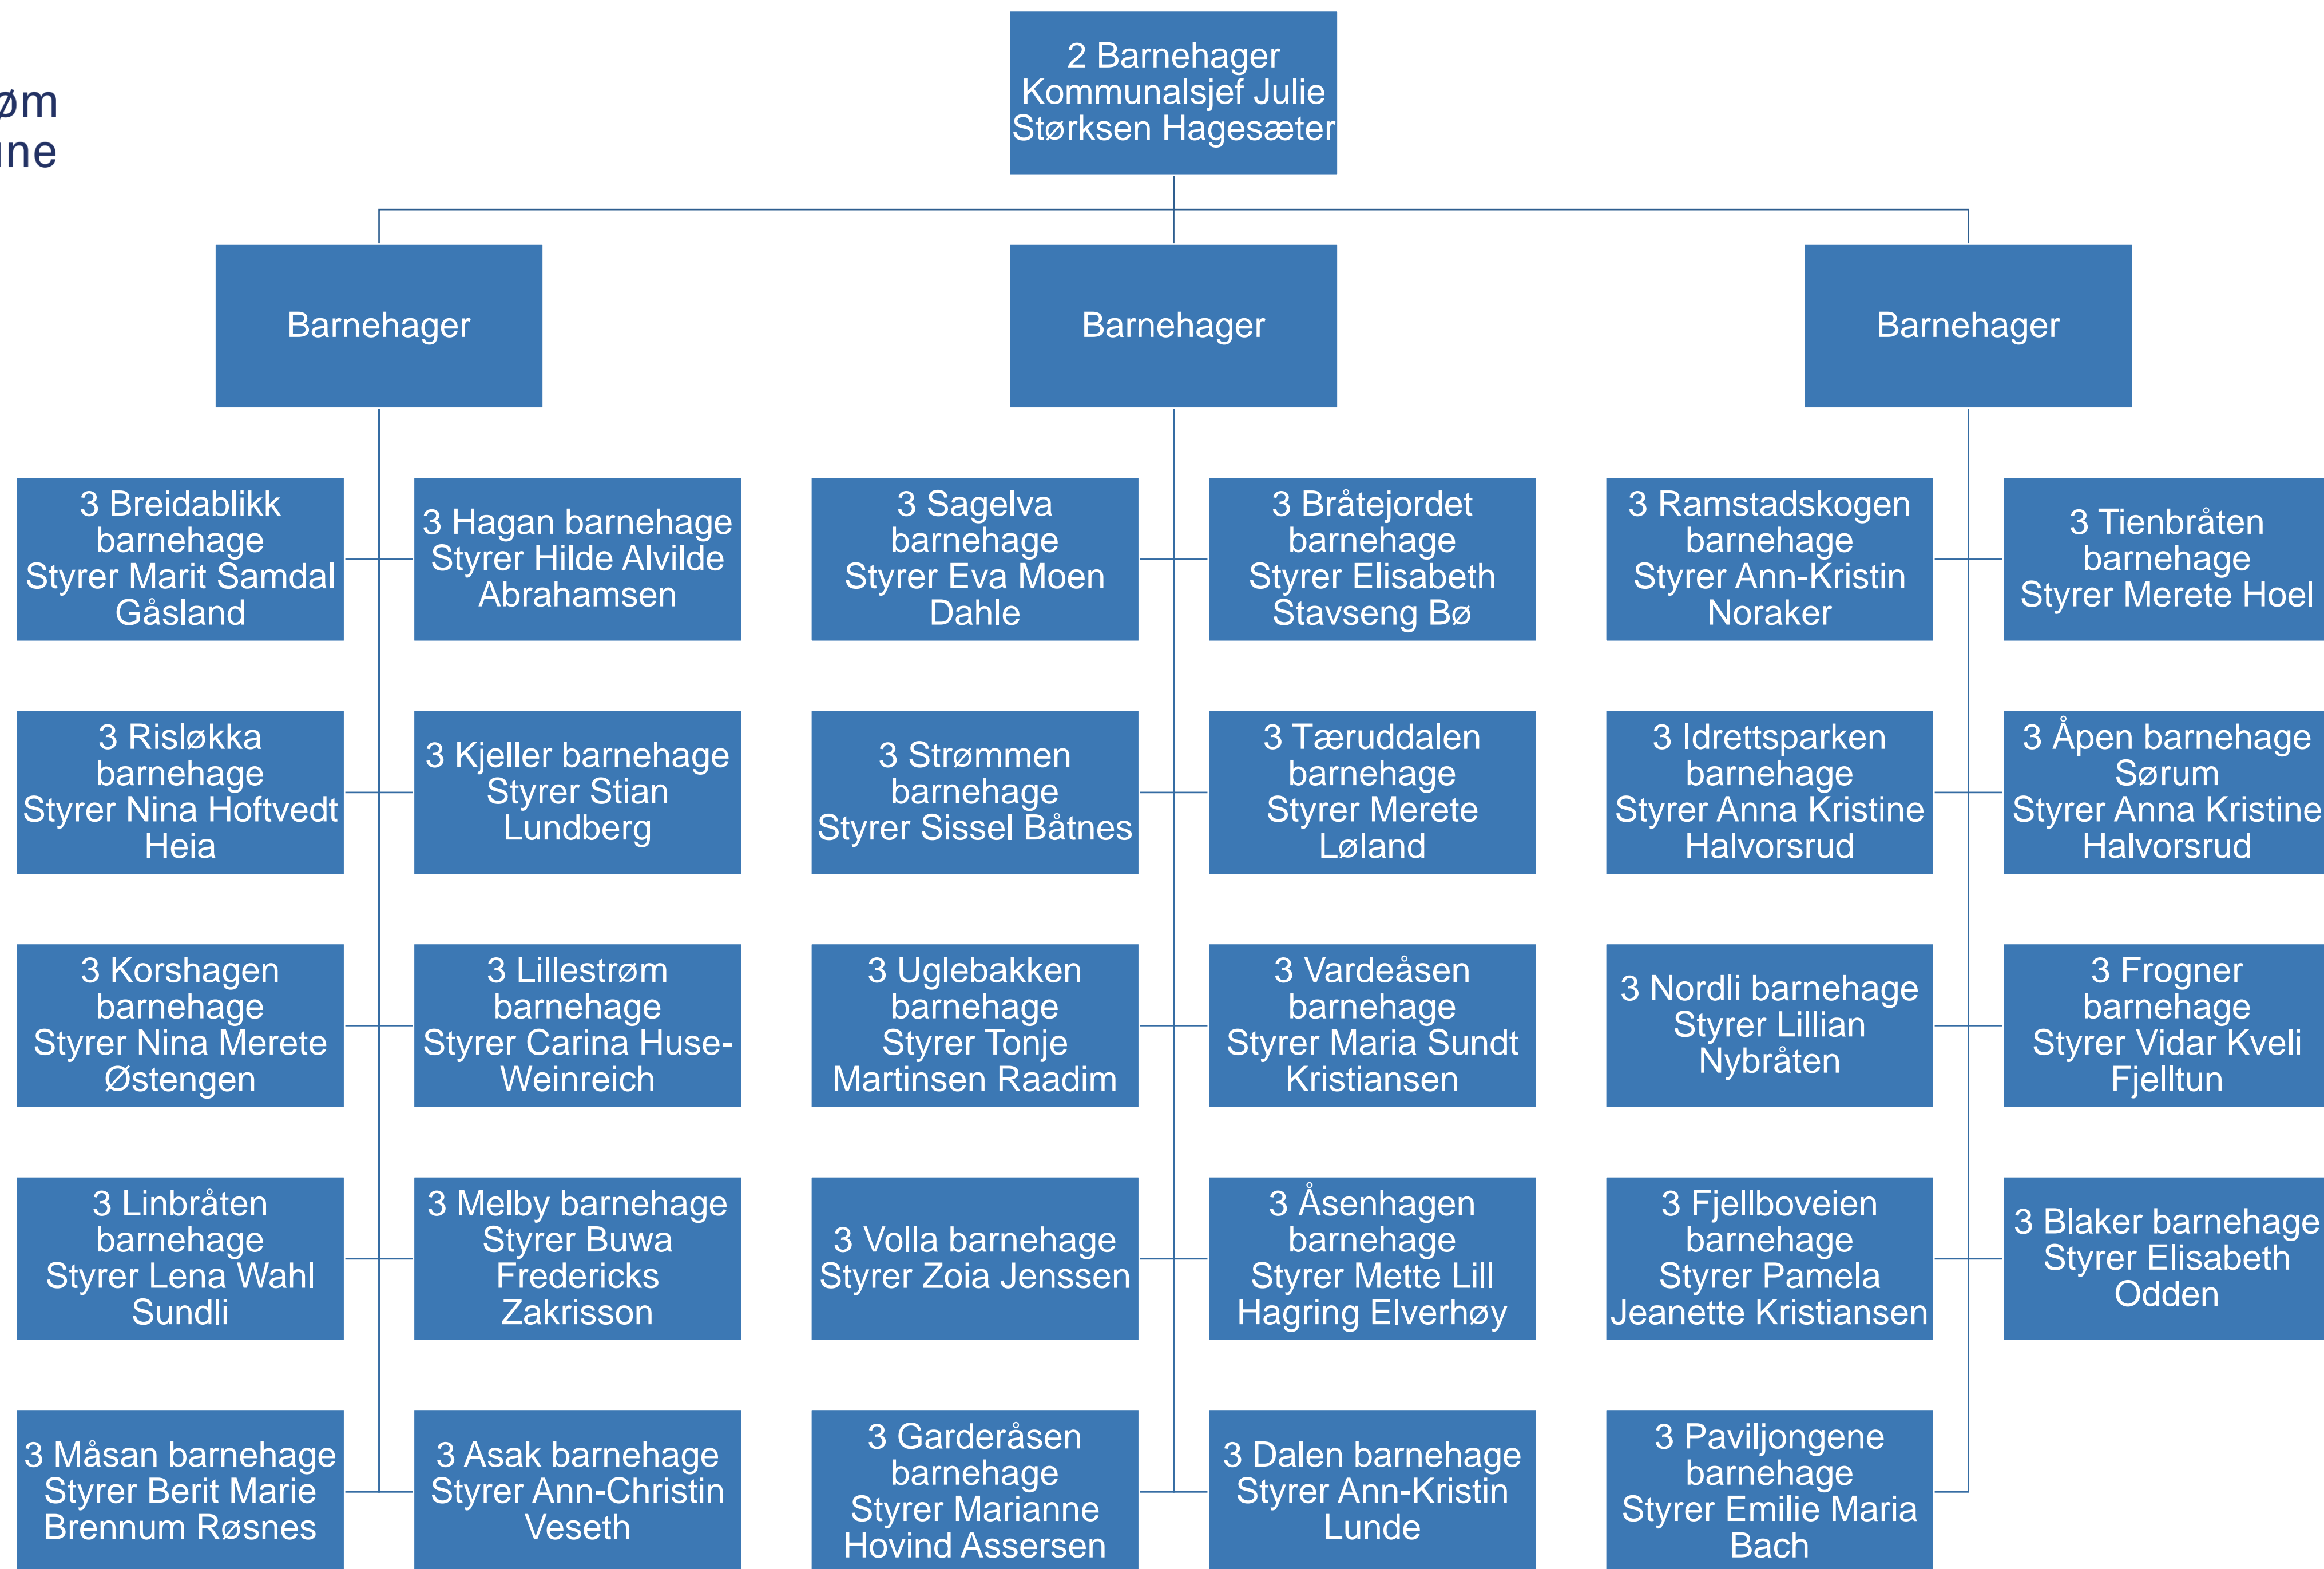 øm
une
2 Barnehager
Kommunalsjef Julie
Størksen Hagesæter
Barnehager
Barnehager
Barnehager
3 Breidablikk
barnehage
Styrer Marit Samdal
Gåsland
3 Hagan barnehage
Styrer Hilde Alvilde
Abrahamsen
3 Sagelva
barnehage
Styrer Eva Moen
Dahle
3 Bråtejordet
barnehage
Styrer Elisabeth
Stavseng Bø
3 Ramstadskogen
barnehage
Styrer Ann-Kristin
Noraker
3 Tienbråten
barnehage
Styrer Merete Hoel
3 Risløkka
barnehage
Styrer Nina Hoftvedt
Heia
3 Kjeller barnehage
Styrer Stian
Lundberg
3 Strømmen
barnehage
Styrer Sissel Båtnes
3 Tæruddalen
barnehage
Styrer Merete
Løland
3 Idrettsparken
barnehage
Styrer Anna Kristine
Halvorsrud
3 Åpen barnehage
Sørum
Styrer Anna Kristine
Halvorsrud
3 Korshagen
barnehage
Styrer Nina Merete
Østengen
3 Lillestrøm
barnehage
Styrer Carina Huse-
Weinreich
3 Uglebakken
barnehage
Styrer Tonje
Martinsen Raadim
3 Vardeåsen
barnehage
Styrer Maria Sundt
Kristiansen
3 Nordli barnehage
Styrer Lillian
Nybråten
3 Frogner
barnehage
Styrer Vidar Kveli
Fjelltun
3 Linbråten
barnehage
Styrer Lena Wahl
Sundli
3 Melby barnehage
Styrer Buwa
Fredericks
Zakrisson
3 Volla barnehage
Styrer Zoia Jenssen
3 Åsenhagen
barnehage
Styrer Mette Lill
Hagring Elverhøy
3 Fjellboveien
barnehage
Styrer Pamela
Jeanette Kristiansen
3 Blaker barnehage
Styrer Elisabeth
Odden
3 Måsan barnehage
Styrer Berit Marie
Brennum Røsnes
3 Asak barnehage
Styrer Ann-Christin
Veseth
3 Garderåsen
barnehage
Styrer Marianne
Hovind Assersen
3 Dalen barnehage
Styrer Ann-Kristin
Lunde
3 Paviljongene
barnehage
Styrer Emilie Maria
Bach